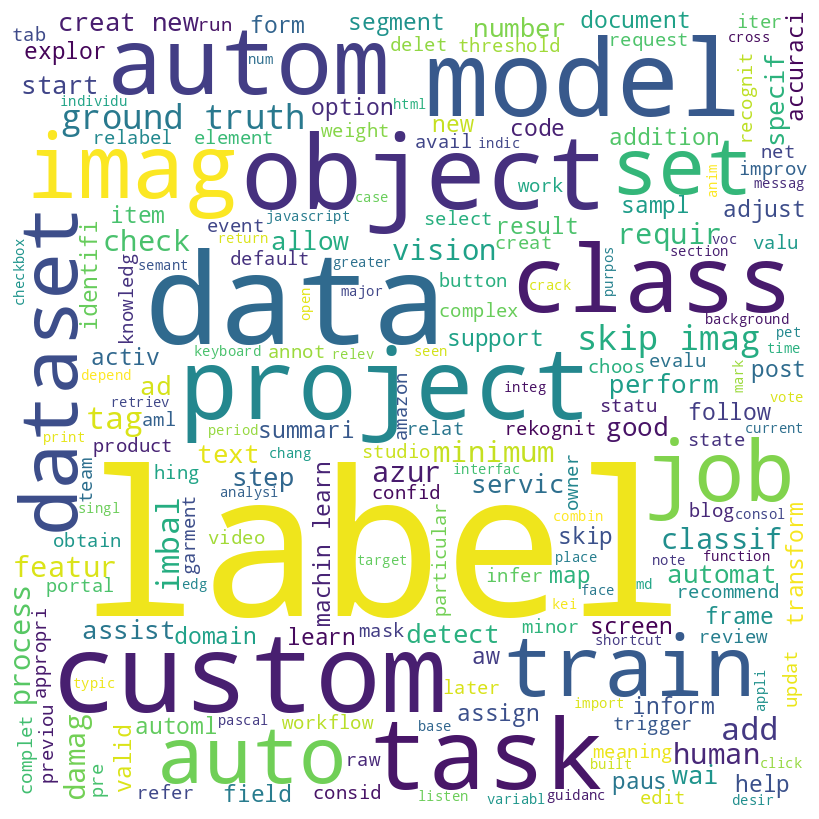 creat new
run
form
segment
number
document
iter
tab
explor
autom
delet
threshold
request
cross
accuraci
num
model
start
individu
ground truth
option
html
specif
recognit
relabel
element
weight
new
code
addition
net
avail
indic
improv
imag
object
set
anim
messag
work
item
event
case
javascript
select
result
sampl
adjust
dataset
check
allow
vision
creat
requir
voc
valu
section
checkbox
identifi
knowledg
semant
default
return
greater
button
class
purpos
data
open
major
complex
crack
background
activ
keyboard
annot
relev
seen
support
skip imag
pet
time
depend
retriev
ad
project
integ
choos
evalu
post
perform
mark
vote
tag
aml
amazon
relat
rekognit
good
statu
follow
state
current
print
product
period
summari
text
chang
studio
minimum
job
team
hing
step
azur
interfac
servic
owner
blog
consol
singl
analysi
confid
skip
classif
function
obtain
imbal
garment
video
machin learn
label
target
particular
combin
place
note
featur
portal
edg
infer
map
automat
transform
face
md
recommend
process
appropri
assist
domain
learn
mask
detect
kei
minor
screen
shortcut
frame
review
typic
custom
aw
train
appli
updat
later
import
inform
previou
complet
damag
automl
pascal
workflow
base
assign
trigger
add
valid
auto
task
built
meaning
human
click
pre
raw
paus
wai
help
refer
field
consid
listen
variabl
guidanc
edit
desir